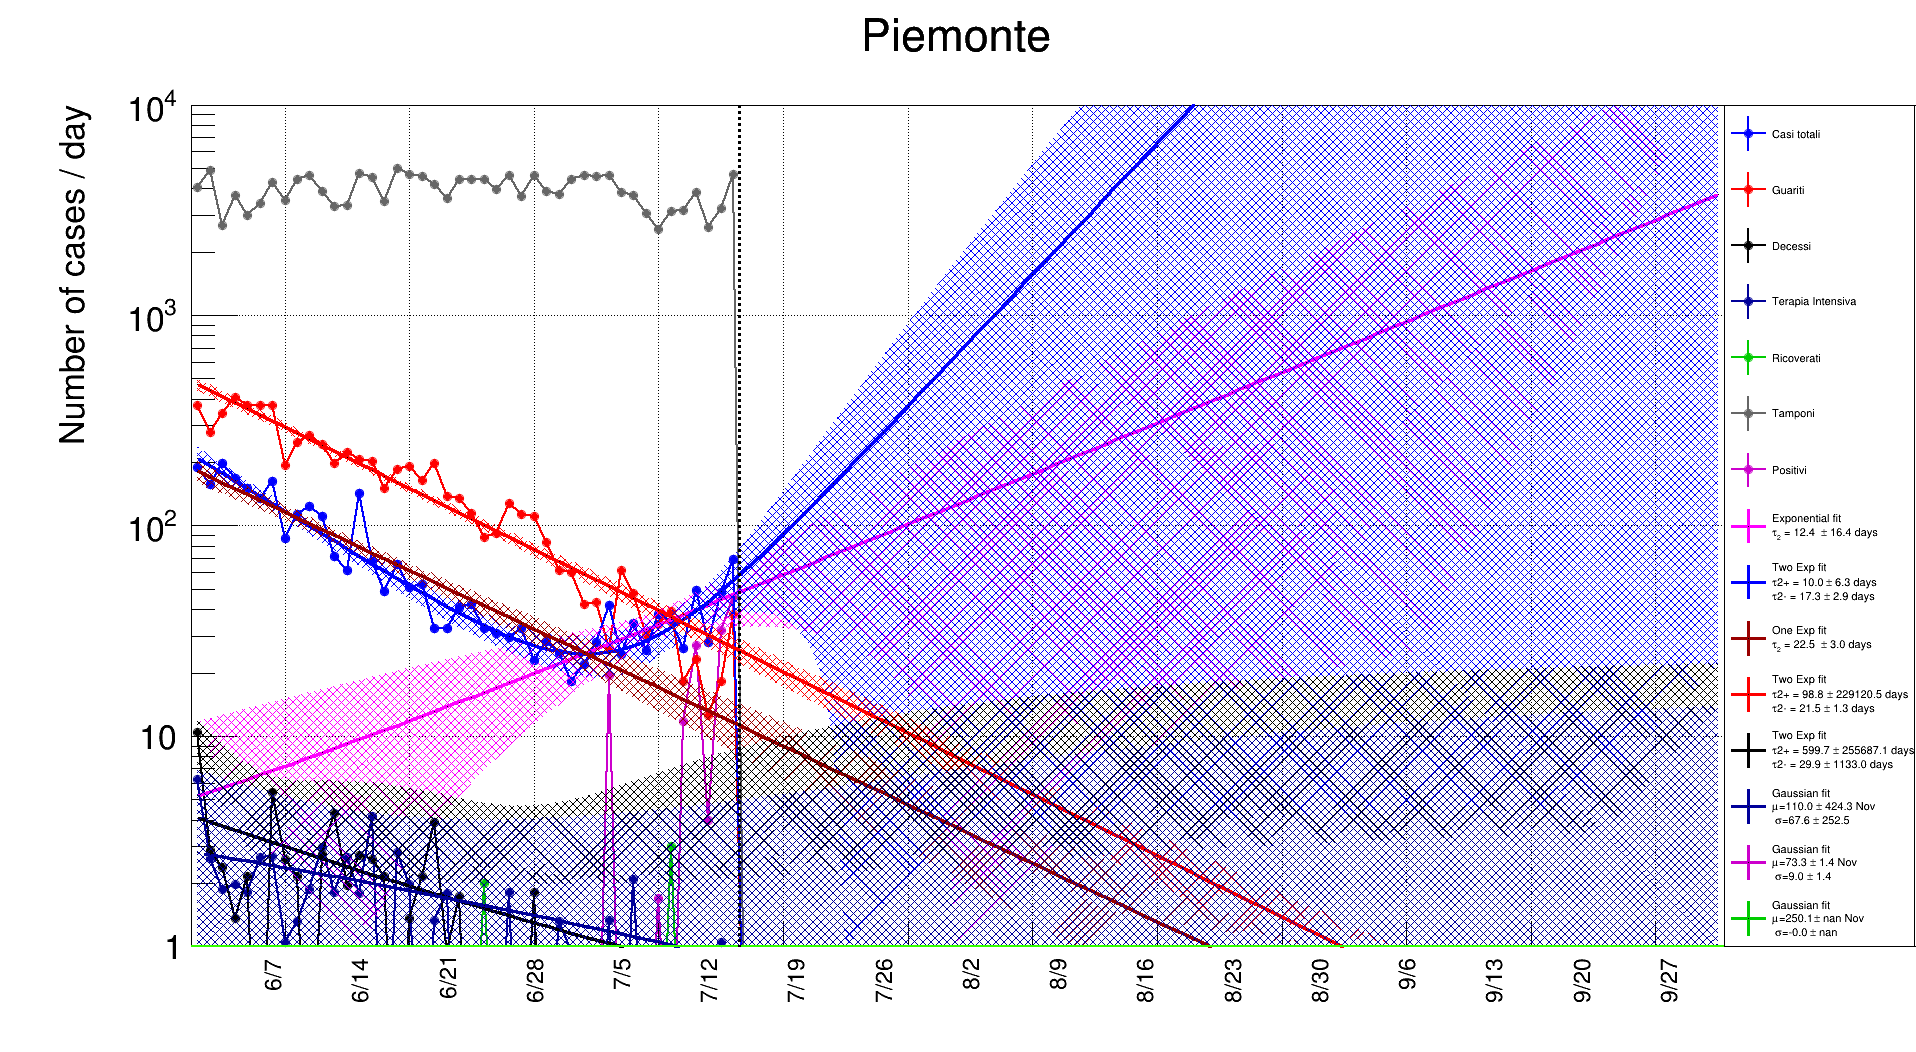 Piemonte
Number of cases / day
10^4
10^3
10^2
10
1
6/7
6/14
6/21
6/28
7/5
7/12
7/19
7/26
8/2
8/9
8/16
8/23
8/30
9/6
9/13
9/20
9/27
Casi totali
Guariti
Decessi
Terapia Intensiva
Ricoverati
Tamponi
Positivi
Exponential fit
τ2 = 12.4 ± 16.4 days
Two Exp fit
τ2+ = 10.0 ± 6.3 days
τ2- = 17.3 ± 2.9 days
One Exp fit
τ2 = 22.5 ± 3.0 days
Two Exp fit
τ2+ = 98.8 ± 229120.5 days
τ2- = 21.5 ± 1.3 days
Two Exp fit
τ2+ = 599.7 ± 255687.1 days
τ2- = 29.9 ± 1133.0 days
Gaussian fit
μ=110.0 ± 424.3 Nov
σ=67.6 ± 252.5
Gaussian fit
μ=73.3 ± 1.4 Nov
σ=9.0 ± 1.4
Gaussian fit
μ=250.1 ± nan Nov
σ=-0.0 ± nan